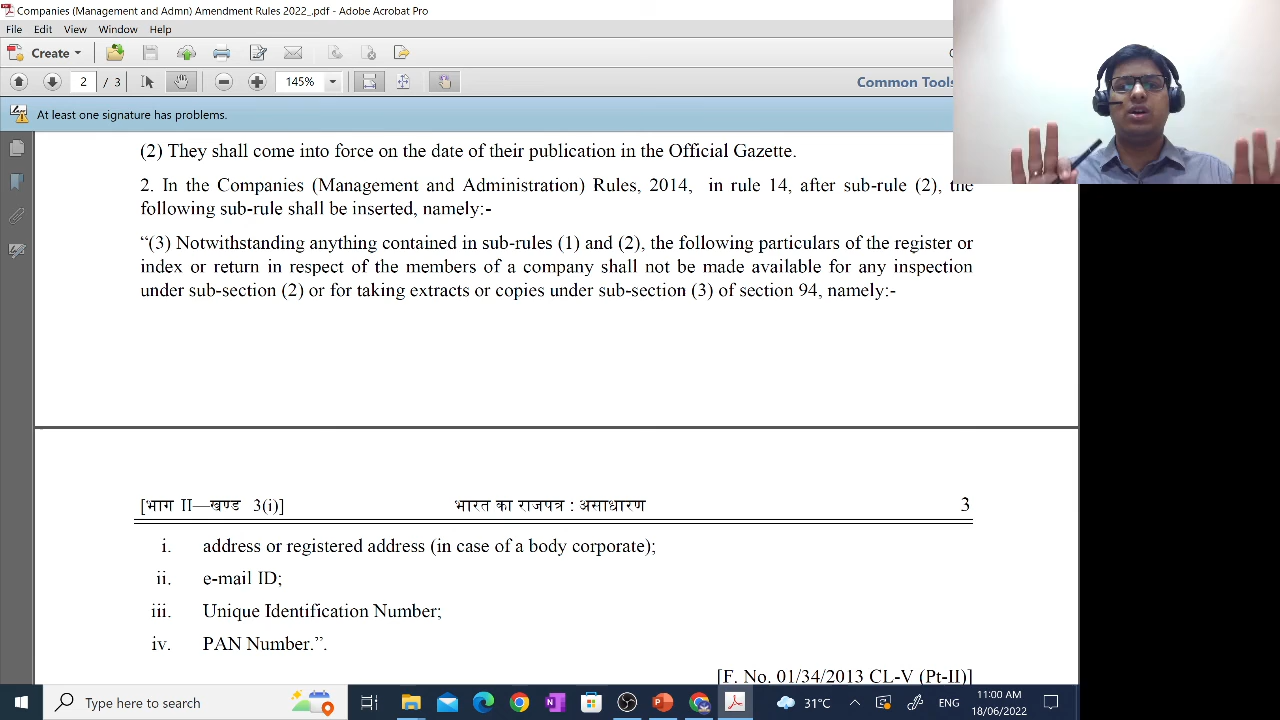 Companies (Management and Admn) Amendment Rules 2022_.pdf - Adobe Acrobat Pro
File Edit View Window Help
Create
2 / 3 145% Common Tools
At least one signature has problems.
(2) They shall come into force on the date of their publication in the Official Gazette.
2. In the Companies (Management and Administration) Rules, 2014, in rule 14, after sub-rule (2), the
following sub-rule shall be inserted, namely:-
“(3) Notwithstanding anything contained in sub-rules (1) and (2), the following particulars of the register or
index or return in respect of the members of a company shall not be made available for any inspection
under sub-section (2) or for taking extracts or copies under sub-section (3) of section 94, namely:-
[भाग II—खण्ड 3(i)] भारत का राजपत्र : असाधारण 3
i. address or registered address (in case of a body corporate);
ii. e-mail ID;
iii. Unique Identification Number;
iv. PAN Number.”.
[F. No. 01/34/2013 CL-V (Pt-II)]
Type here to search 31°C ENG 11:00 AM
18/06/2022